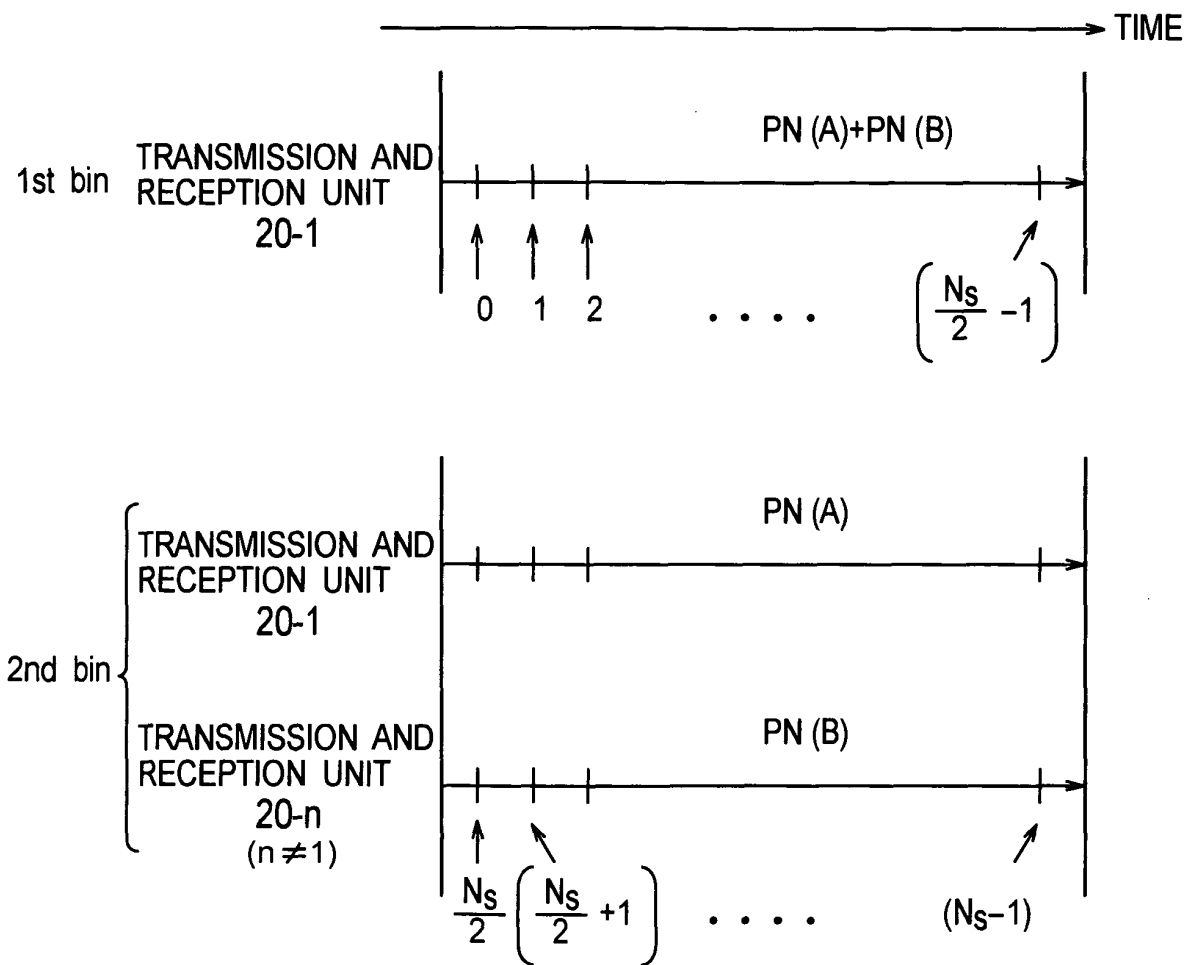 TIME
PN (A)+PN (B)
1st bin
TRANSMISSION AND
RECEPTION UNIT
20-1
0 1 2 · · · · (NS/2 −1)
PN (A)
TRANSMISSION AND
RECEPTION UNIT
20-1
2nd bin
PN (B)
TRANSMISSION AND
RECEPTION UNIT
20-n
(n ≠ 1)
NS/2 (NS/2 +1) · · · · (NS−1)